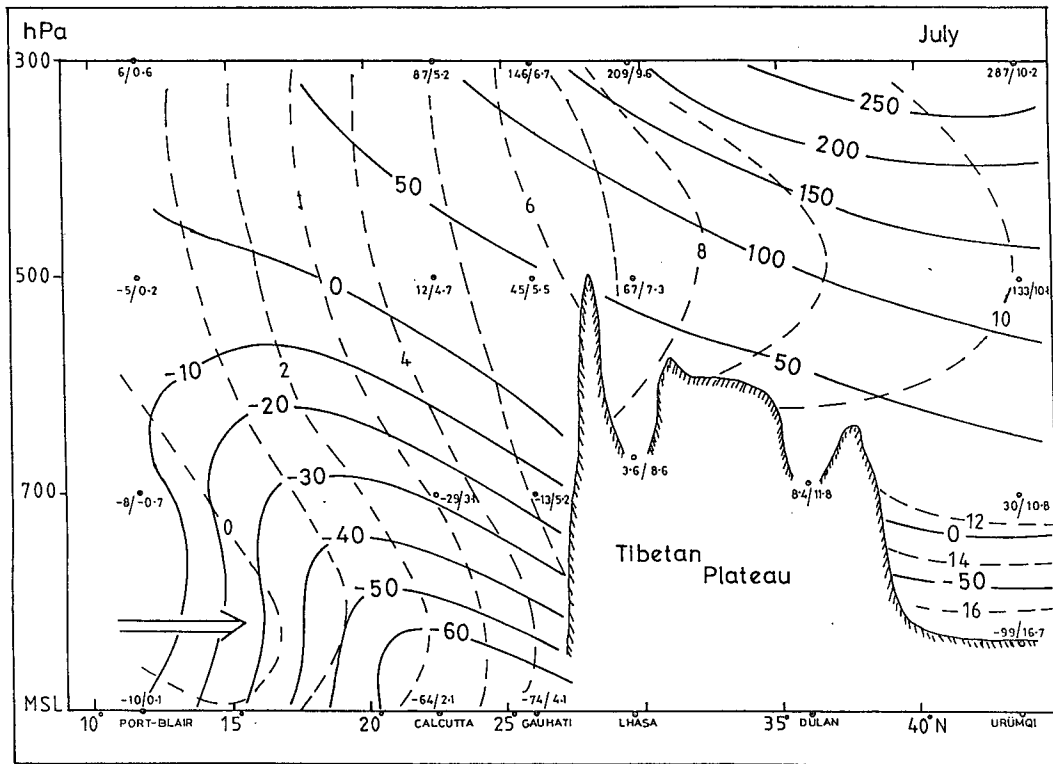 hPa July
300
6/0·6 87/5·2 146/6·7 209/9·6 287/10·2
250
200
50 150
6
8 100
500 0
-5/0·2 12/4·7 45/5·5 67/7·3
10
-10 2 4 50
-20
3·6/8·6
-30 8·4/11·8
700
-8/-0·7 -13/5·2 30/10·8
0 -12
-40 0
Tibetan 14
Plateau -50
-50 16
-60 -99/16·7
MSL -10/0·1 -64/2·1 -74/4·1
10° 15° 20° 25° 35° 40°N
PORT-BLAIR CALCUTTA GAUHATI LHASA DULAN URÜMQI